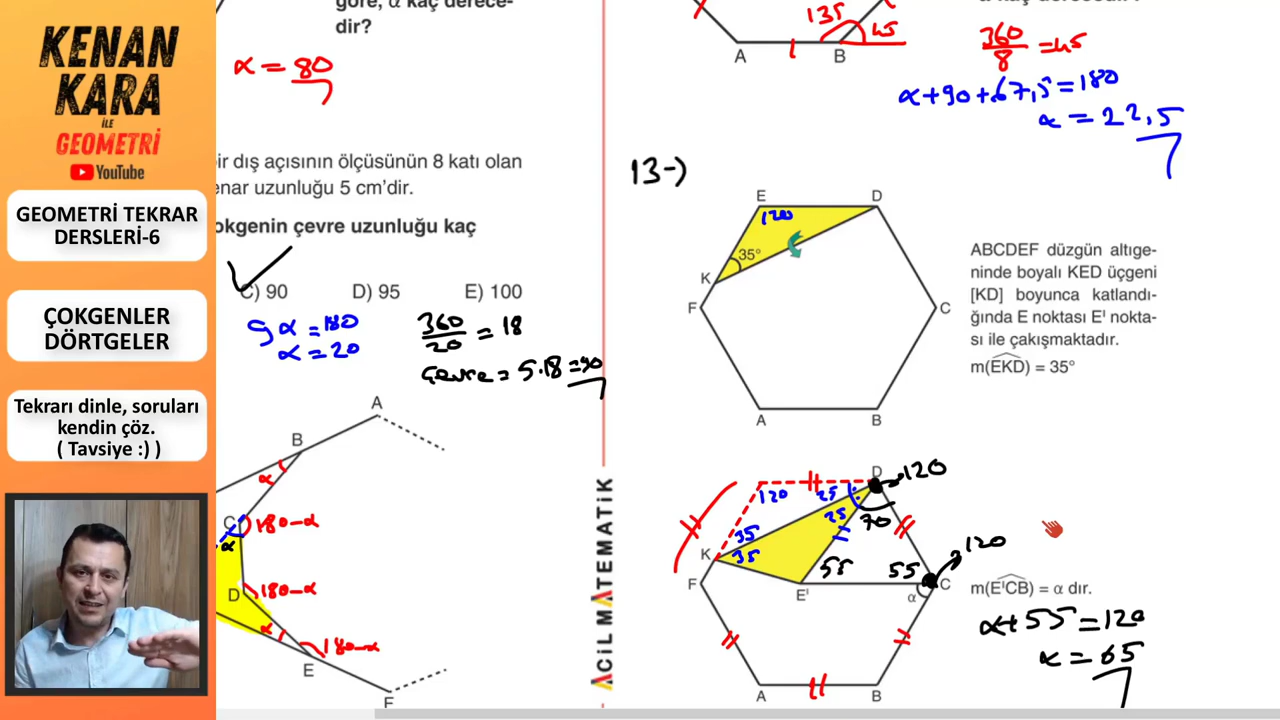 KENAN
KARA
İLE
GEOMETRİ
YouTube
GEOMETRİ TEKRAR
DERSLERİ-6
ÇOKGENLER
DÖRTGELER
Tekrarı dinle, soruları
kendin çöz.
( Tavsiye :) )
göre, α kaç derece-
dir?
α = 80
bir dış açısının ölçüsünün 8 katı olan
enar uzunluğu 5 cm'dir.
okgenin çevre uzunluğu kaç
C) 90 D) 95 E) 100
9α = 180
α = 20
360/20 = 18
Çevre = 5.18 = 90
A
B
α
C
180-α
α
D
180-α
α
180-α
E
F
ACİL MATEMATİK
135
45
A
B
360/8 = 45
α+90+67,5=180
α = 22,5
13-)
E
D
120
35°
K
F
C
A
B
ABCDEF düzgün altıge-
ninde boyalı KED üçgeni
[KD] boyunca katlandı-
ğında E noktası E' nokta-
sı ile çakışmaktadır.
m(EKD) = 35°
D
120
120
25
25
70
35
35
K
F
55
55
120
E'
C
α
A
B
m(E'CB) = α dır.
α+55=120
α = 65